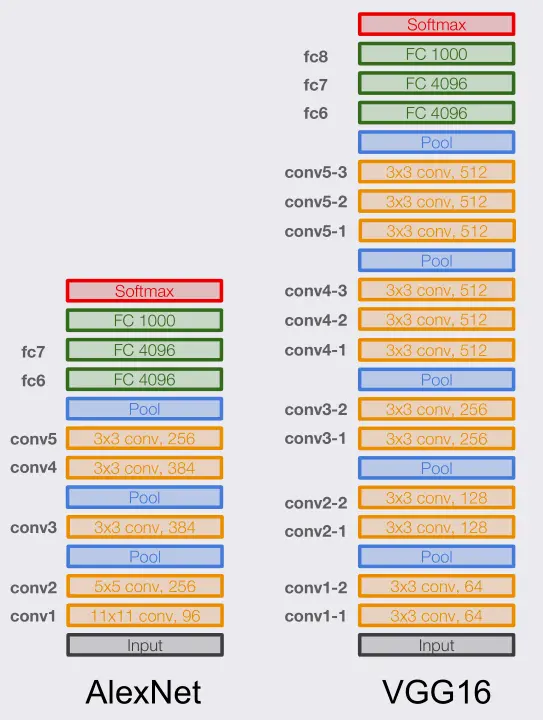 Softmax
fc8 FC 1000
fc7 FC 4096
fc6 FC 4096
Pool
conv5-3 3x3 conv, 512
conv5-2 3x3 conv, 512
conv5-1 3x3 conv, 512
Pool
conv4-3 3x3 conv, 512
conv4-2 3x3 conv, 512
conv4-1 3x3 conv, 512
Pool
conv3-2 3x3 conv, 256
conv3-1 3x3 conv, 256
Pool
conv2-2 3x3 conv, 128
conv2-1 3x3 conv, 128
Pool
conv1-2 3x3 conv, 64
conv1-1 3x3 conv, 64
Input
VGG16
Softmax
FC 1000
fc7 FC 4096
fc6 FC 4096
Pool
conv5 3x3 conv, 256
conv4 3x3 conv, 384
Pool
conv3 3x3 conv, 384
Pool
conv2 5x5 conv, 256
conv1 11x11 conv, 96
Input
AlexNet